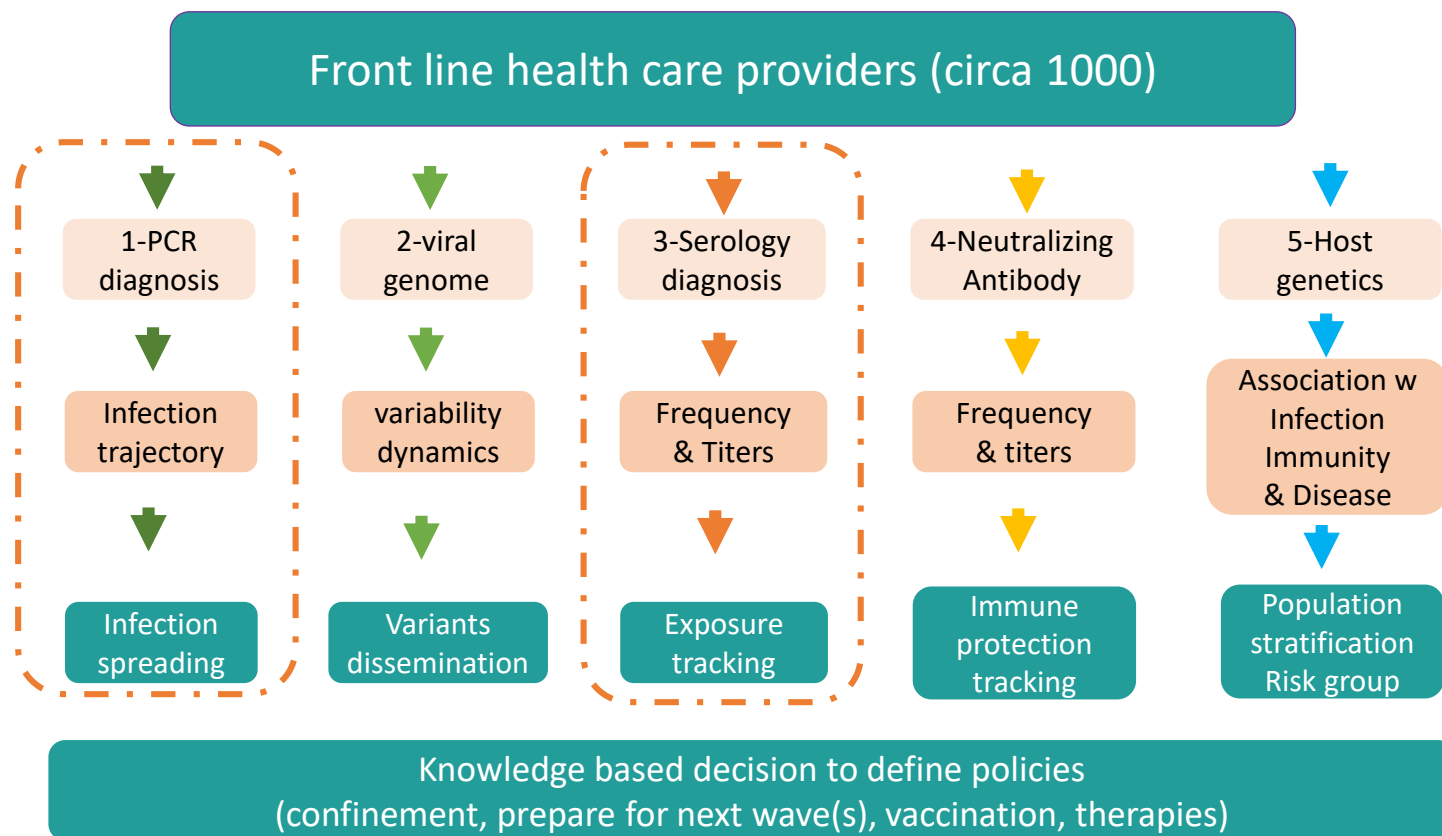 Front line health care providers (circa 1000)
1-PCR
diagnosis
2-viral
genome
3-Serology
diagnosis
4-Neutralizing
Antibody
5-Host
genetics
Infection
trajectory
variability
dynamics
Frequency
& Titers
Frequency
& titers
Association w
Infection
Immunity
& Disease
Infection
spreading
Variants
dissemination
Exposure
tracking
Immune
protection
tracking
Population
stratification
Risk group
Knowledge based decision to define policies
(confinement, prepare for next wave(s), vaccination, therapies)